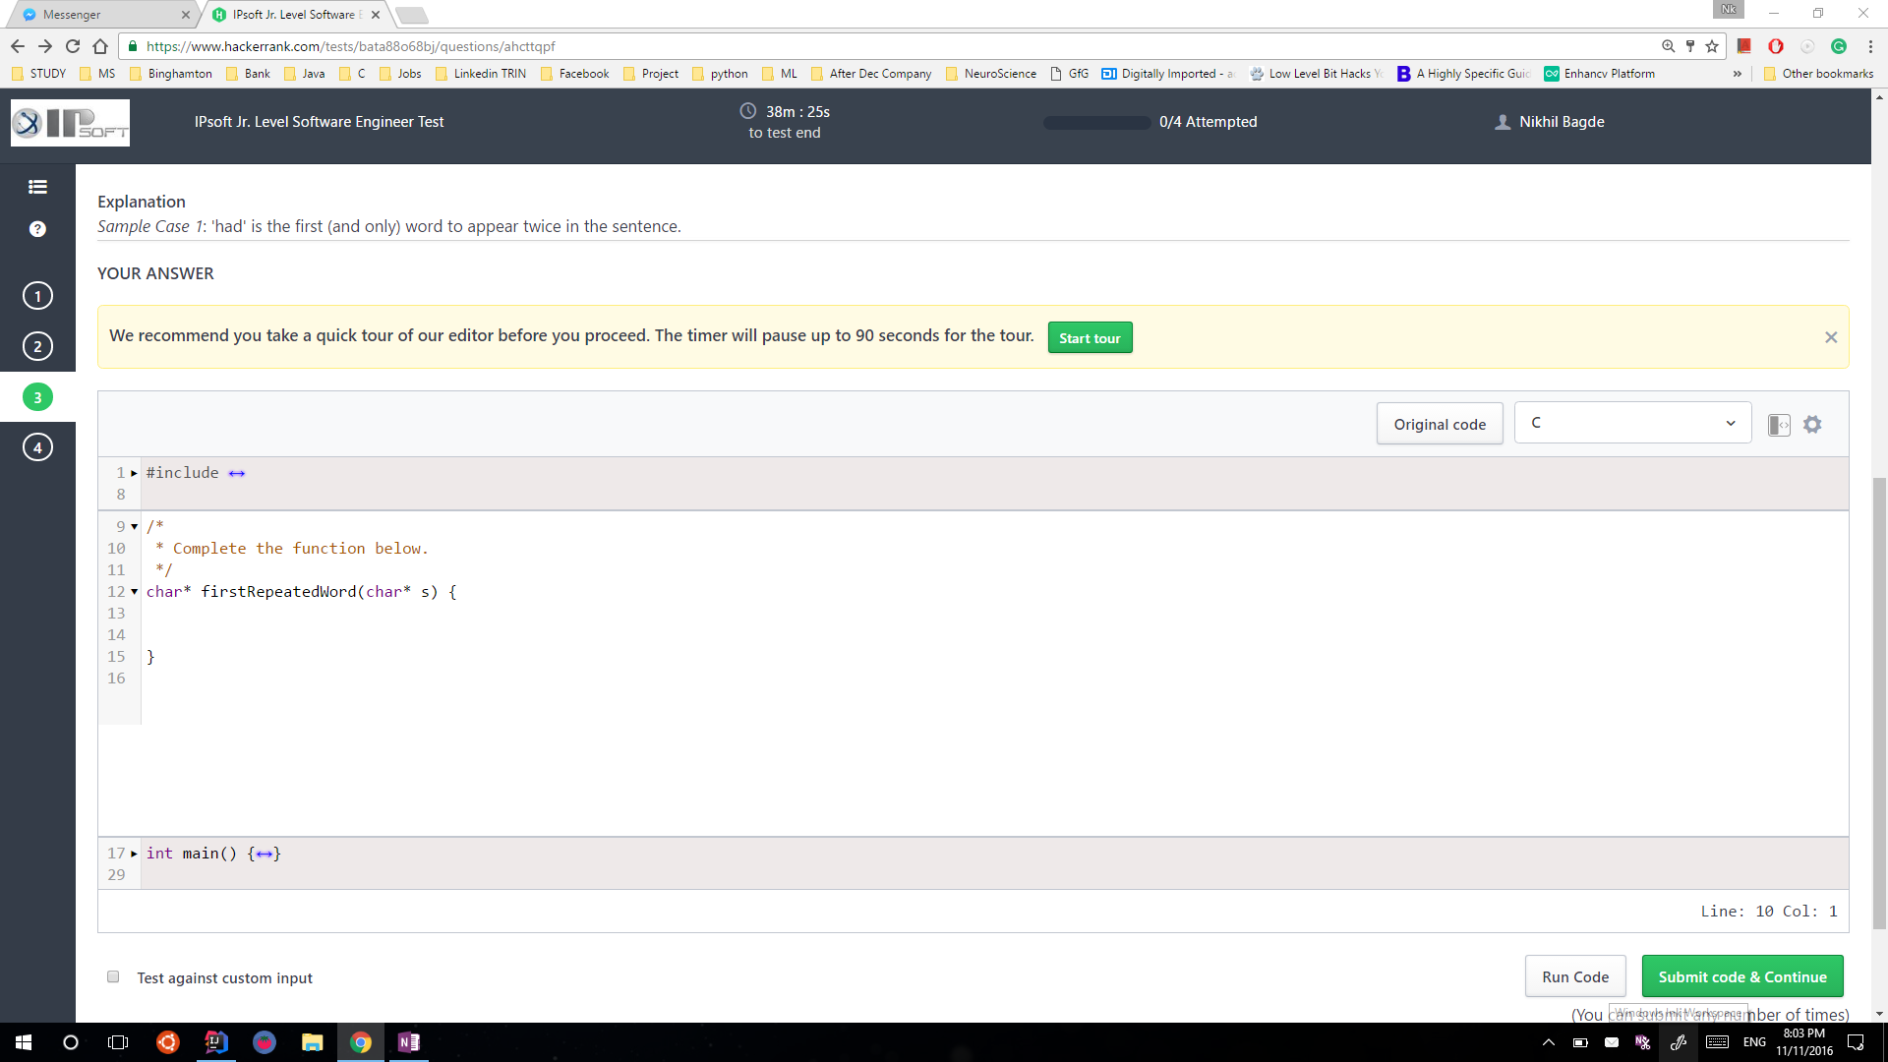 Messenger
IPsoft Jr. Level Software E
Nk
https://www.hackerrank.com/tests/bata88o68bj/questions/ahcttqpf
STUDY MS Binghamton Bank Java C Jobs Linkedin TRIN Facebook Project python ML After Dec Company NeuroScience GfG Digitally Imported - Low Level Bit Hacks A Highly Specific Guid Enhancv Platform » Other bookmarks
IPSOFT
IPsoft Jr. Level Software Engineer Test
38m : 25s
to test end
0/4 Attempted
Nikhil Bagde
Explanation
Sample Case 1: 'had' is the first (and only) word to appear twice in the sentence.
YOUR ANSWER
We recommend you take a quick tour of our editor before you proceed. The timer will pause up to 90 seconds for the tour. Start tour
1
2
3
4
Original code C
1 #include
8
9 /*
10 * Complete the function below.
11 */
12 char* firstRepeatedWord(char* s) {
13
14
15 }
16
17 int main() {↔}
29
Line: 10 Col: 1
Test against custom input
Run Code Submit code & Continue
(You can submit any number of times)
Windows Ink Workspace
ENG
8:03 PM
11/11/2016